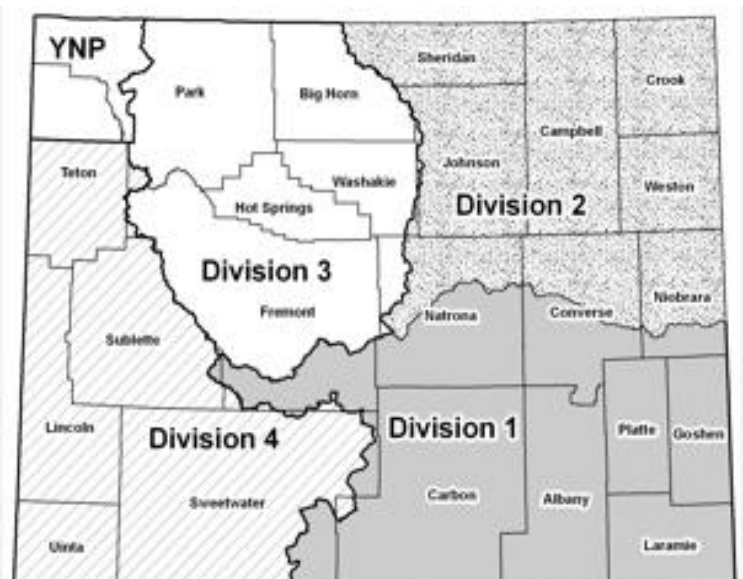 YNP
Sheridan
Park
Big Horn
Crook
Campbell
Johnson
Teton
Washakie
Weston
Hot Springs
Division 2
Division 3
Fremont
Niobrara
Natrona
Converse
Sublette
Lincoln
Division 4
Division 1
Platte
Goshen
Carbon
Albany
Sweetwater
Uinta
Laramie